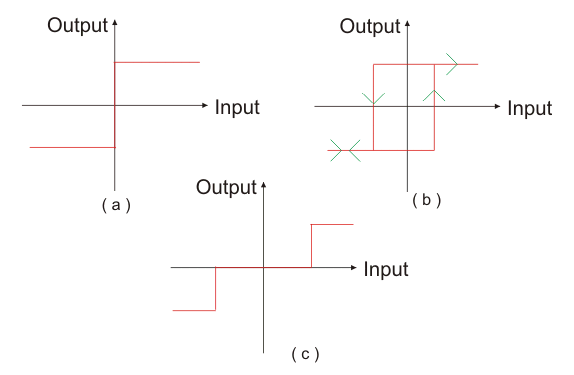 Output
Input
( a )
Output
Input
( b )
Output
Input
( c )